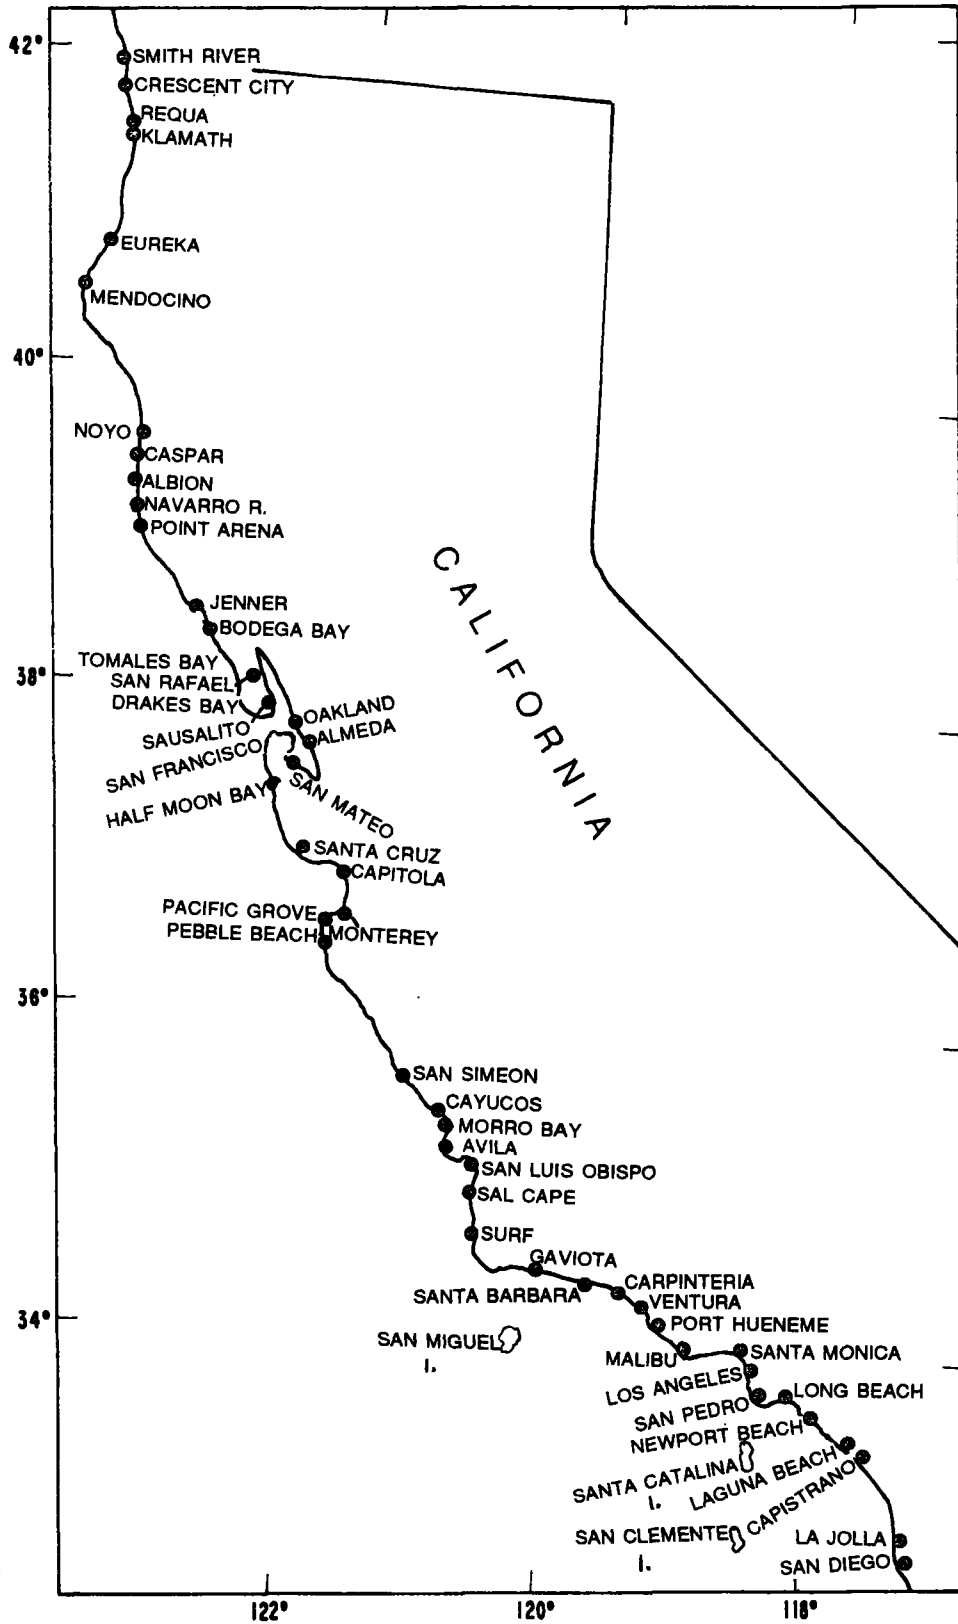 42°
SMITH RIVER
CRESCENT CITY
REQUA
KLAMATH
EUREKA
MENDOCINO
40°
NOYO
CASPAR
ALBION
NAVARRO R.
POINT ARENA
CALIFORNIA
JENNER
BODEGA BAY
TOMALES BAY
38°
SAN RAFAEL
DRAKES BAY
OAKLAND
SAUSALITO
ALMEDA
SAN FRANCISCO
SAN MATEO
HALF MOON BAY
SANTA CRUZ
CAPITOLA
PACIFIC GROVE
PEBBLE BEACH
MONTEREY
36°
SAN SIMEON
CAYUCOS
MORRO BAY
AVILA
SAN LUIS OBISPO
SAL CAPE
SURF
GAVIOTA
SANTA BARBARA
CARPINTERIA
VENTURA
34°
PORT HUENEME
SAN MIGUEL
I.
MALIBU
SANTA MONICA
LOS ANGELES
LONG BEACH
SAN PEDRO
NEWPORT BEACH
SANTA CATALINA
I.
LAGUNA BEACH
CAPISTRANO
SAN CLEMENTE
I.
LA JOLLA
SAN DIEGO
122°
120°
118°